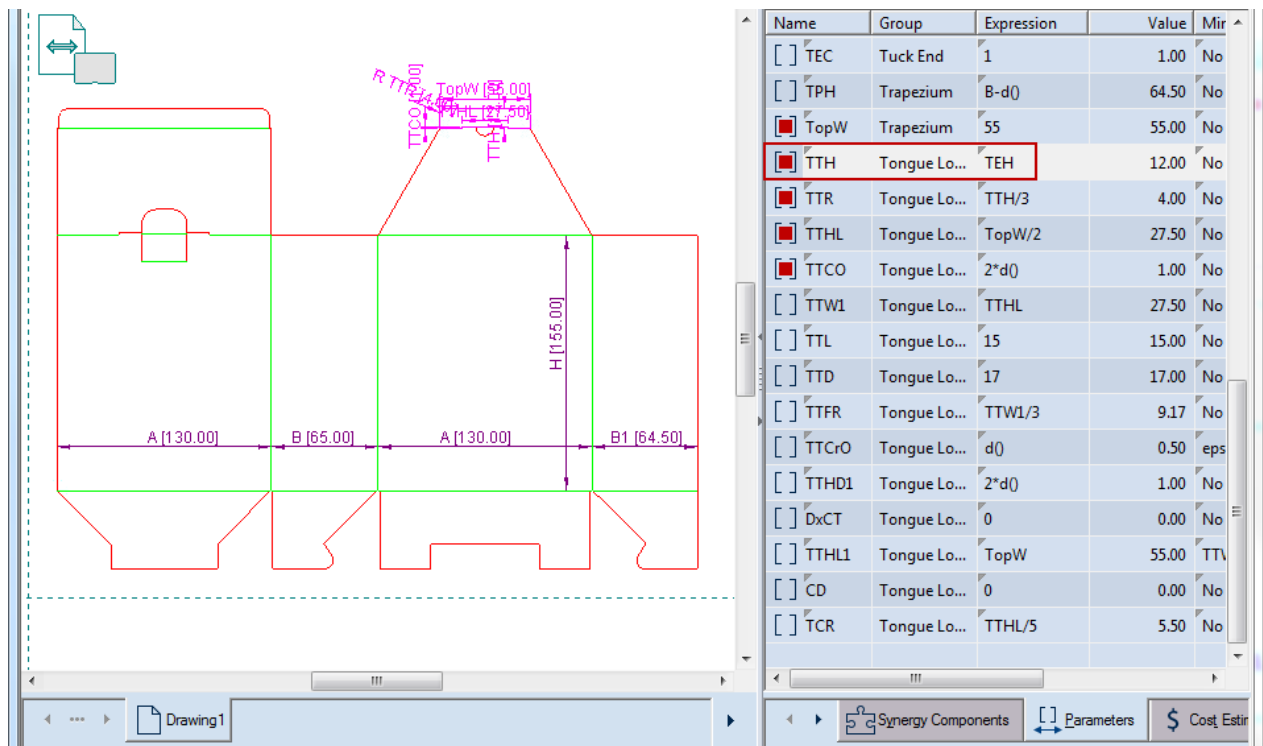 Name Group Expression Value Mir
TEC Tuck End 1 1.00 No
TPH Trapezium B-d() 64.50 No
TopW Trapezium 55 55.00 No
TTH Tongue Lo... TEH 12.00 No
TTR Tongue Lo... TTH/3 4.00 No
TTHL Tongue Lo... TopW/2 27.50 No
TTCO Tongue Lo... 2*d() 1.00 No
TTW1 Tongue Lo... TTHL 27.50 No
TTL Tongue Lo... 15 15.00 No
TTD Tongue Lo... 17 17.00 No
TTFR Tongue Lo... TTW1/3 9.17 No
TTCrO Tongue Lo... d() 0.50 eps
TTHD1 Tongue Lo... 2*d() 1.00 No
DxCT Tongue Lo... 0 0.00 No
TTHL1 Tongue Lo... TopW 55.00
CD Tongue Lo... 0 0.00 No
TCR Tongue Lo... TTHL/5 5.50 No
TopW [55.00]
TTHL [27.50]
H [155.00]
A [130.00] B [65.00] A [130.00] B1 [64.50]
Drawing1
Synergy Components Parameters $ Cost Estir